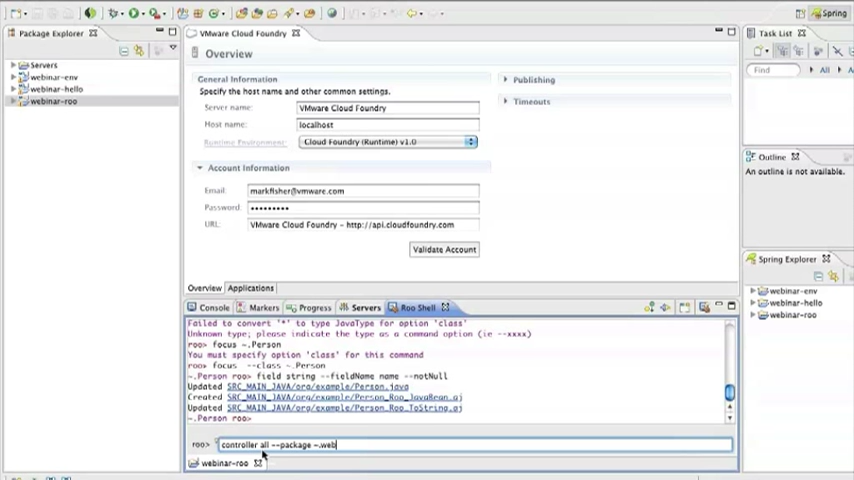 Spring
Package Explorer
Servers
webinar-env
webinar-hello
webinar-roo
VMware Cloud Foundry
Overview
General Information
Specify the host name and other common settings.
Server name:
VMware Cloud Foundry
Host name:
localhost
Runtime Environment:
Cloud Foundry (Runtime) v1.0
Publishing
Timeouts
Account Information
Email:
markfisher@vmware.com
Password:
•••••••••
URL:
VMware Cloud Foundry - http://api.cloudfoundry.com
Validate Account
Overview
Applications
Console
Markers
Progress
Servers
Roo Shell
Failed to convert '*' to type JavaType for option 'class'
Unknown type; please indicate the type as a command option (ie --xxxx)
roo> focus ~.Person
You must specify option 'class' for this command
roo> focus --class ~.Person
~.Person roo> field string --fieldName name --notNull
Updated SRC_MAIN_JAVA/org/example/Person.java
Created SRC_MAIN_JAVA/org/example/Person_Roo_JavaBean.aj
Updated SRC_MAIN_JAVA/org/example/Person_Roo_ToString.aj
~.Person roo>
roo>
controller all --package ~.web
webinar-roo
Task List
Find
All
A
Outline
An outline is not available.
Spring Explorer
webinar-env
webinar-hello
webinar-roo